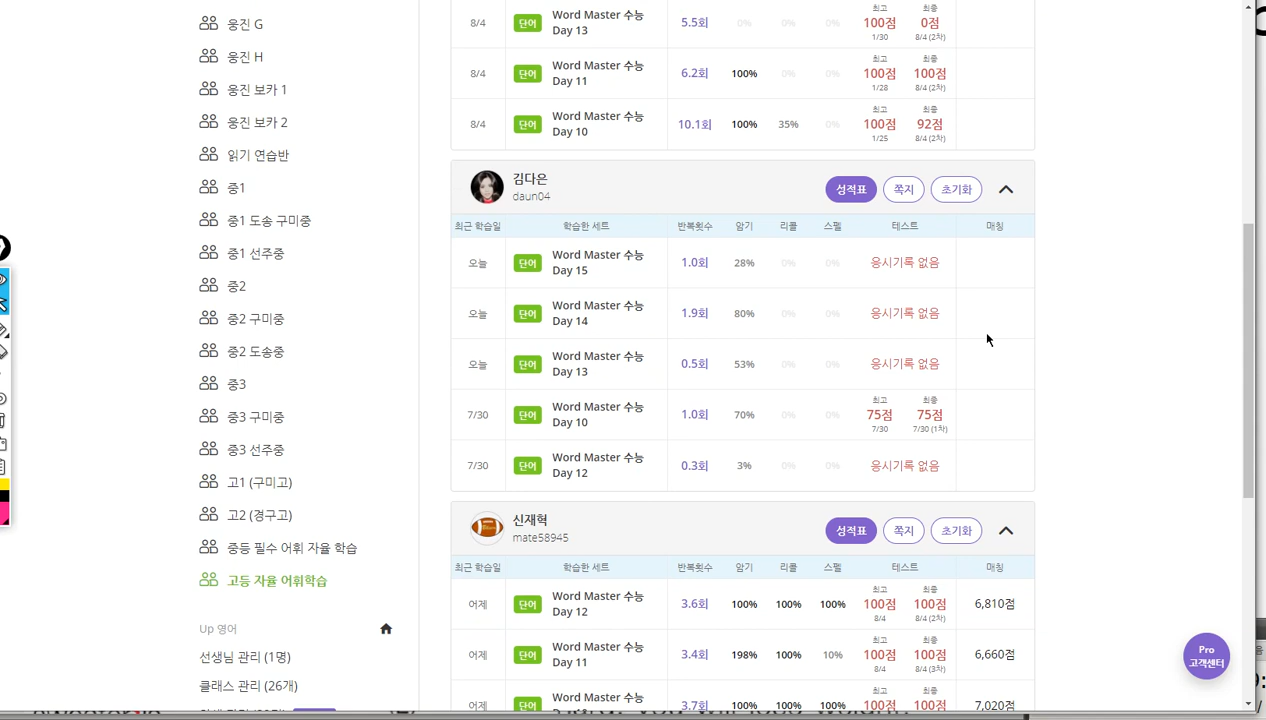 웅진 G
웅진 H
웅진 보카 1
웅진 보카 2
읽기 연습반
중1
중1 도송 구미중
중1 선주중
중2
중2 구미중
중2 도송중
중3
중3 구미중
중3 선주중
고1 (구미고)
고2 (경구고)
중등 필수 어휘 자율 학습
고등 자율 어휘학습
Up 영어
선생님 관리 (1명)
클래스 관리 (26개)
8/4 단어 Word Master 수능 Day 13 5.5회 0% 0% 0% 최고 100점 1/30 최종 0점 8/4 (2차)
8/4 단어 Word Master 수능 Day 11 6.2회 100% 0% 0% 최고 100점 1/28 최종 100점 8/4 (2차)
8/4 단어 Word Master 수능 Day 10 10.1회 100% 35% 0% 최고 100점 1/25 최종 92점 8/4 (2차)
김다은
daun04
성적표 쪽지 초기화
최근 학습일 학습한 세트 반복횟수 암기 리콜 스펠 테스트 매칭
오늘 단어 Word Master 수능 Day 15 1.0회 28% 0% 0% 응시기록 없음
오늘 단어 Word Master 수능 Day 14 1.9회 80% 0% 0% 응시기록 없음
오늘 단어 Word Master 수능 Day 13 0.5회 53% 0% 0% 응시기록 없음
7/30 단어 Word Master 수능 Day 10 1.0회 70% 0% 0% 최고 75점 7/30 최종 75점 7/30 (1차)
7/30 단어 Word Master 수능 Day 12 0.3회 3% 0% 0% 응시기록 없음
신재혁
mate58945
성적표 쪽지 초기화
최근 학습일 학습한 세트 반복횟수 암기 리콜 스펠 테스트 매칭
어제 단어 Word Master 수능 Day 12 3.6회 100% 100% 100% 최고 100점 8/4 최종 100점 8/4 (2차) 6,810점
어제 단어 Word Master 수능 Day 11 3.4회 198% 100% 10% 최고 100점 8/4 최종 100점 8/4 (3차) 6,660점
단어 Word Master 수능 3.7회 100% 100% 100% 최고 100점 최종 100점 7,020점
Pro
고객센터